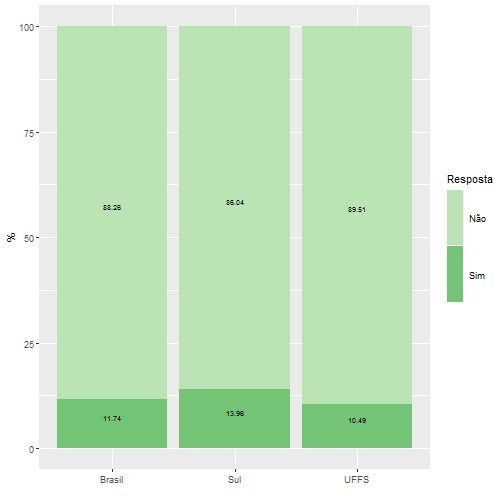 100
75
50
25
0
%
88.26
86.04
89.51
11.74
13.96
10.49
Brasil
Sul
UFFS
Resposta
Não
Sim